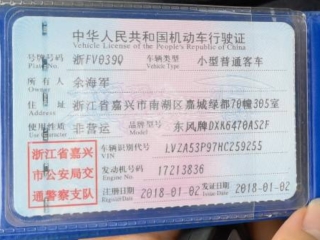 中华人民共和国机动车行驶证
Vehicle License of the People's Republic of China
号牌号码 浙FV039Q 车辆类型 小型普通客车
Plate No. Vehicle Type
所有人 余海军
Owner
住址 浙江省嘉兴市南湖区嘉城绿都70幢305室
Address
使用性质 非营运 品牌型号 东风牌DXK6470ASZF
Use Character Model
浙江省嘉兴
市公安局交
通警察支队
车辆识别代号 LVZA53P97HC259255
VIN
发动机号码 17213836
Engine No.
注册日期 2018-01-02 发证日期 2018-01-02
Register Date Issue Date